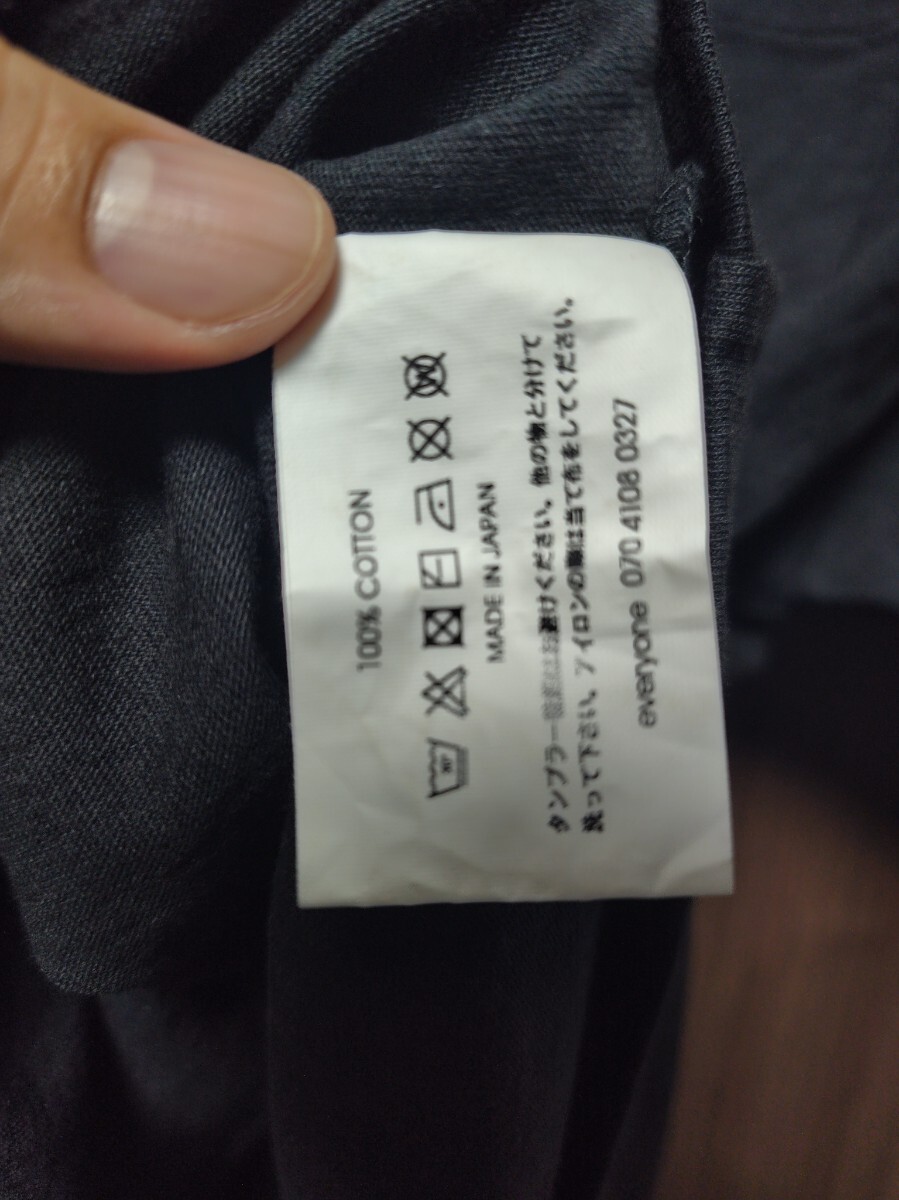 100% COTTON
MADE IN JAPAN
タンブラー乾燥はお避けください。他の物と分けて
洗って下さい。アイロンの際は当て布をしてください。
everyone 070 4108 0327